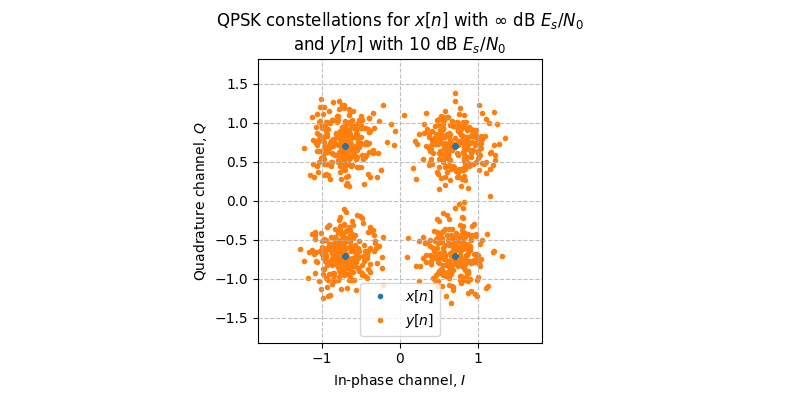 QPSK constellations for x[n] with ∞ dB Es/N0
and y[n] with 10 dB Es/N0
Quadrature channel, Q
1.5
1.0
0.5
0.0
−0.5
−1.0
−1.5
x[n]
y[n]
−1
0
1
In-phase channel, I